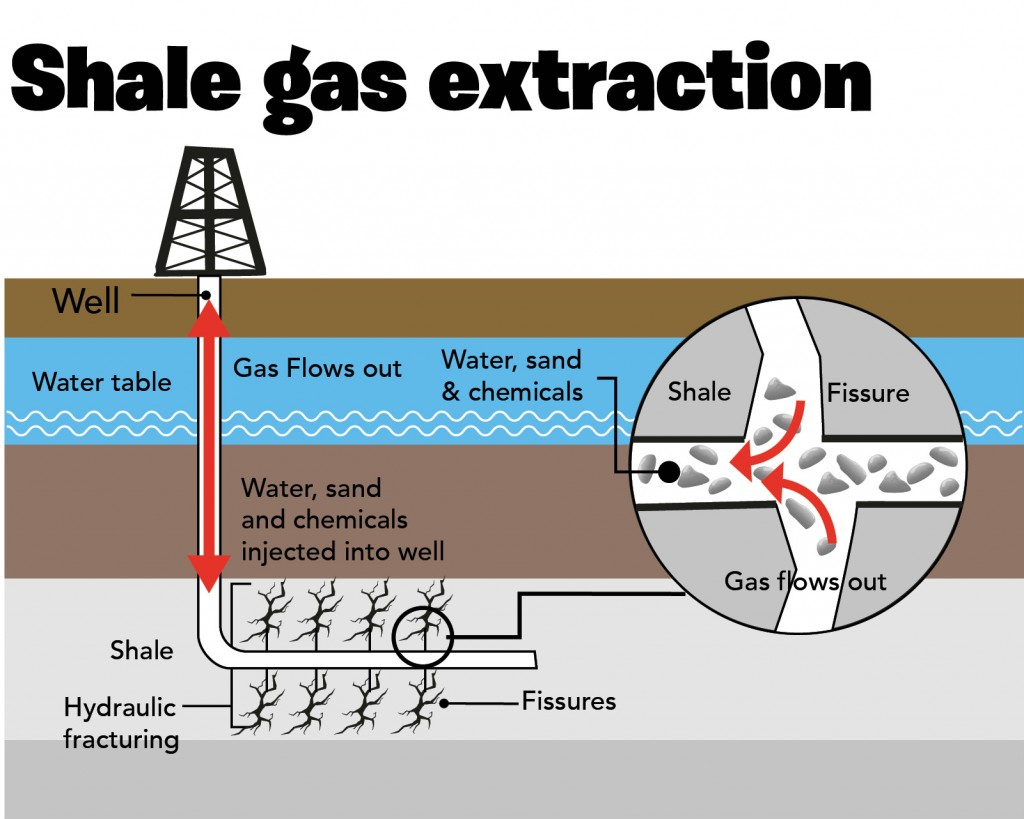 Shale gas extraction
Well
Water table
Gas Flows out
Water, sand
& chemicals
Shale
Fissure
Water, sand
and chemicals
injected into well
Gas flows out
Shale
Hydraulic
fracturing
Fissures